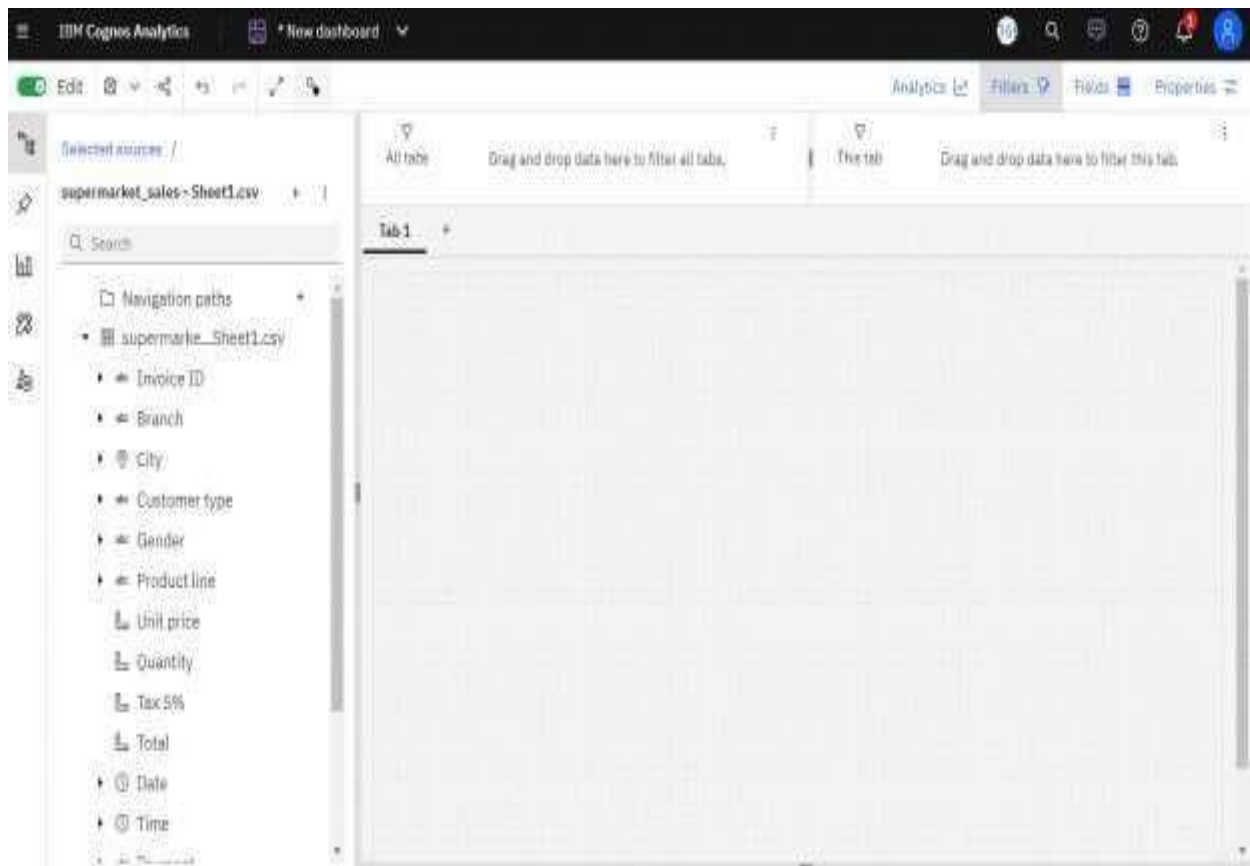 IBM Cognos Analytics
* New dashboard
Edit
Analytics
Filters
Fields
Properties
Selected sources /
supermarket_sales - Sheet1.csv
Search
Navigation paths
supermarke...Sheet1.csv
Invoice ID
Branch
City
Customer type
Gender
Product line
Unit price
Quantity
Tax 5%
Total
Date
Time
Payment
All tabs
Drag and drop data here to filter all tabs.
This tab
Drag and drop data here to filter this tab.
Tab 1